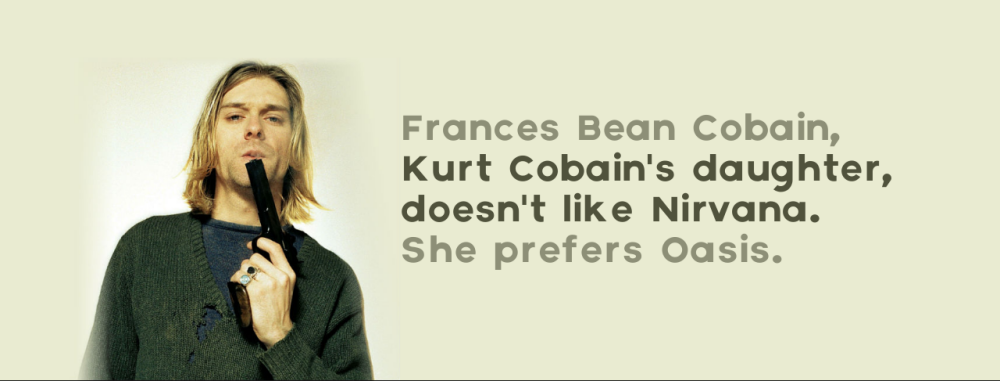 Frances Bean Cobain,
Kurt Cobain's daughter,
doesn't like Nirvana.
She prefers Oasis.